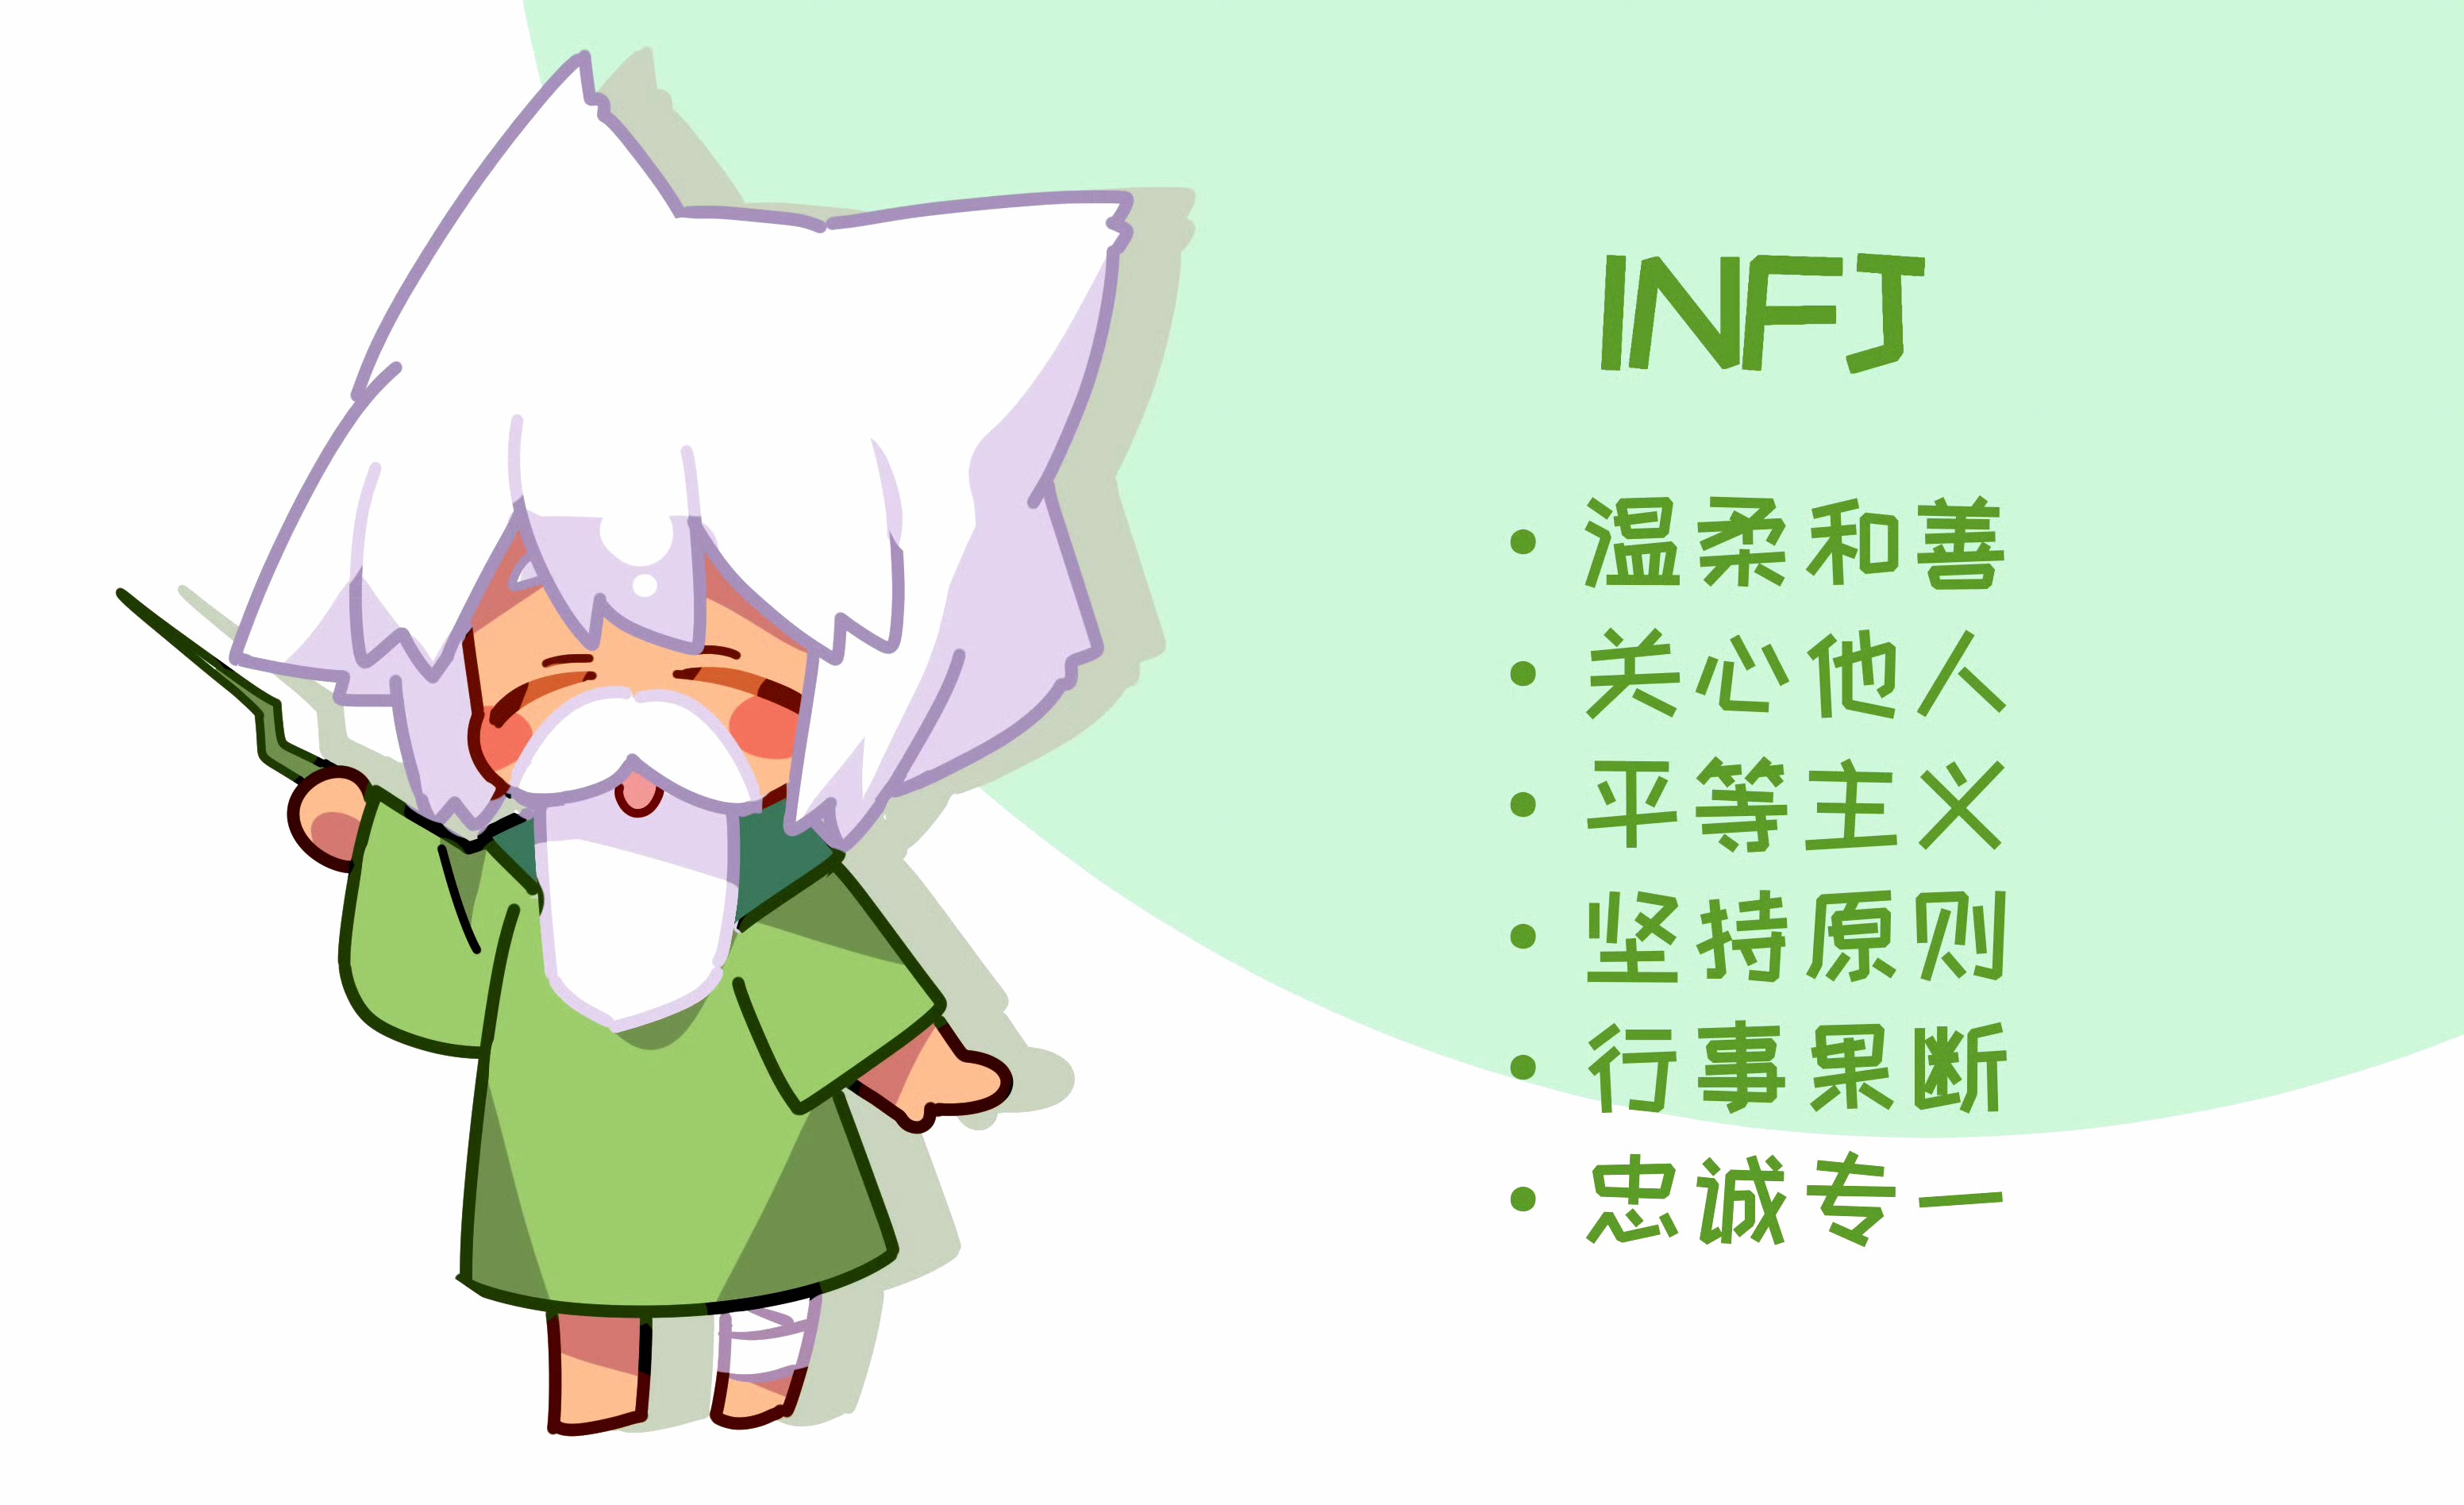 INFJ
• 温柔和善
• 关心他人
• 平等主义
• 坚持原则
• 行事果断
• 忠诚专一